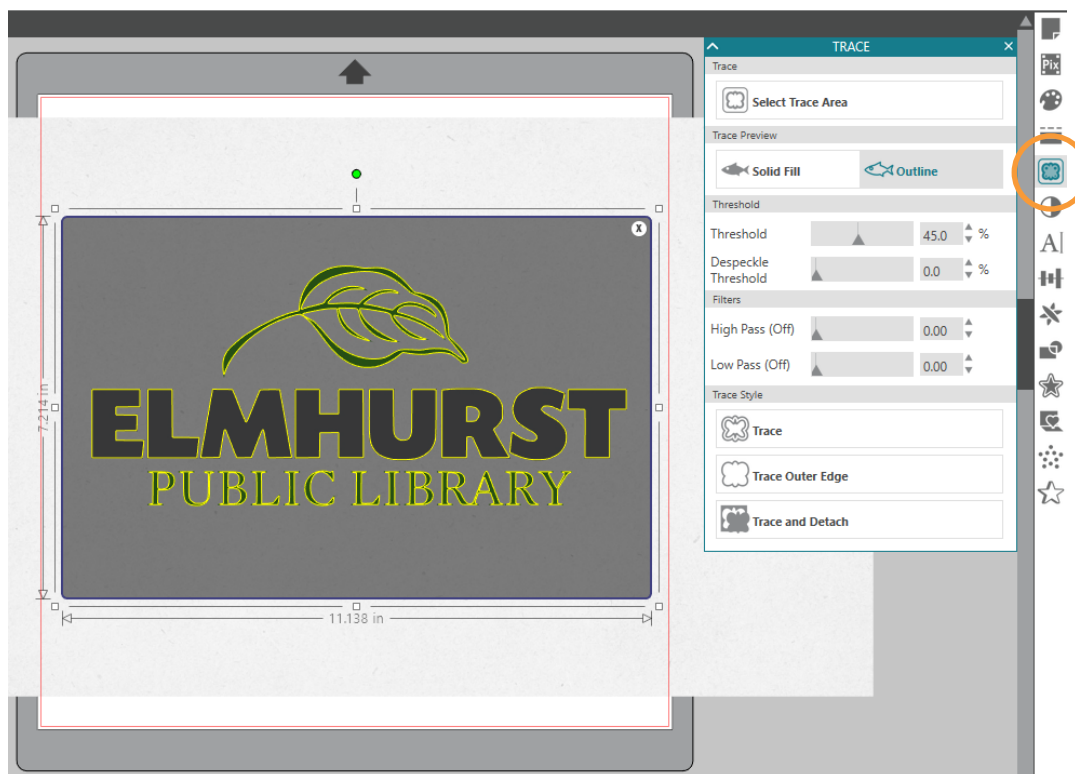 TRACE
Trace
Select Trace Area
Trace Preview
Solid Fill
Outline
Threshold
Threshold 45.0 %
Despeckle
Threshold 0.0 %
Filters
High Pass (Off) 0.00
Low Pass (Off) 0.00
Trace Style
Trace
Trace Outer Edge
Trace and Detach
Pix
A
X
7.214 in
ELMHURST
PUBLIC LIBRARY
11.138 in